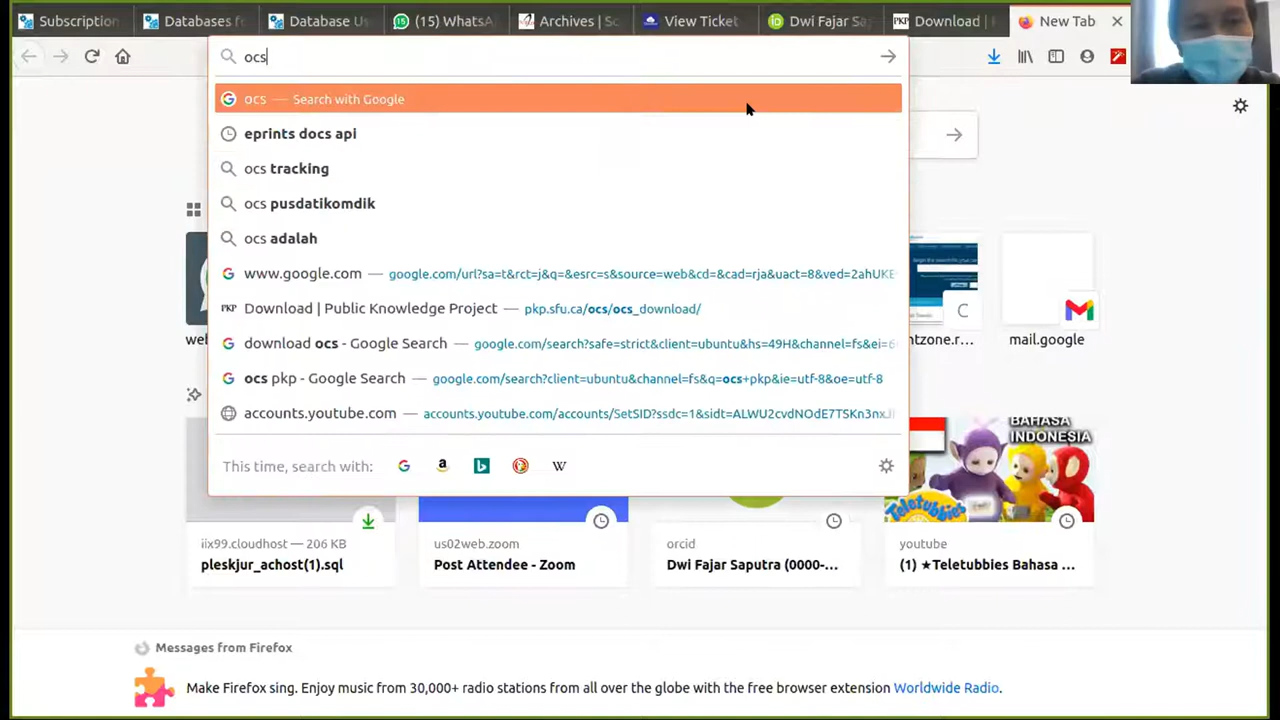 Subscription
Databases f
Database Us
(15) WhatsA
Archives | Sc
View Ticket
Dwi Fajar Sa
PKP Download |
New Tab
ocs
ocs — Search with Google
eprints docs api
ocs tracking
ocs pusdatikomdik
ocs adalah
www.google.com — google.com/url?sa=t&rct=j&q=&esrc=s&source=web&cd=&cad=rja&uact=8&ved=2ahUKE
PKP Download | Public Knowledge Project — pkp.sfu.ca/ocs/ocs_download/
download ocs - Google Search — google.com/search?safe=strict&client=ubuntu&hs=49H&channel=fs&ei=6
ocs pkp - Google Search — google.com/search?client=ubuntu&channel=fs&q=ocs+pkp&ie=utf-8&oe=utf-8
accounts.youtube.com — accounts.youtube.com/accounts/SetSID?ssdc=1&sidt=ALWU2cvdNOdE7TSKn3nxJ
This time, search with:
we
C
ntzone.r...
mail.google
BAHASA
INDONESIA
Teletubbies
iix99.cloudhost — 206 KB
pleskjur_achost(1).sql
us02web.zoom
Post Attendee - Zoom
orcid
Dwi Fajar Saputra (0000-...
youtube
(1) ★Teletubbies Bahasa ...
Messages from Firefox
Make Firefox sing. Enjoy music from 30,000+ radio stations from all over the globe with the free browser extension Worldwide Radio.